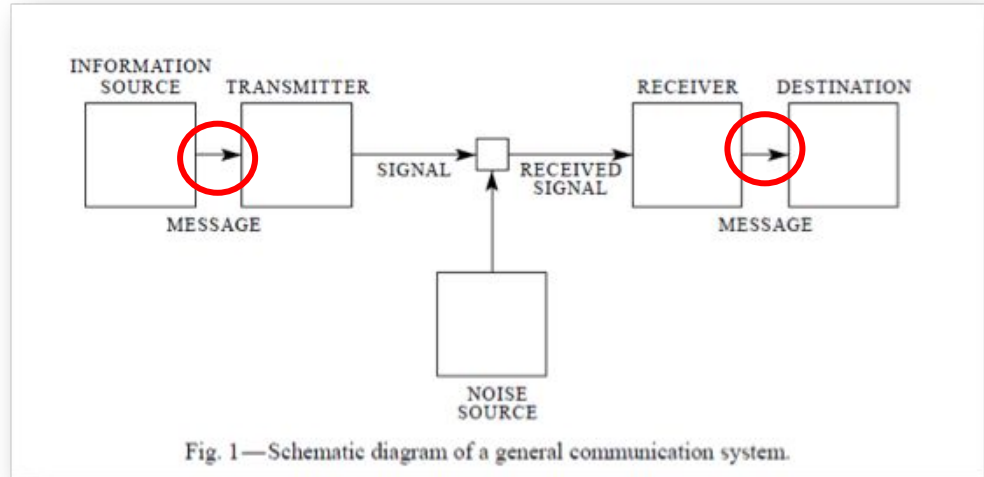 INFORMATION
SOURCE
TRANSMITTER
RECEIVER
DESTINATION
SIGNAL
RECEIVED
SIGNAL
MESSAGE
MESSAGE
NOISE
SOURCE
Fig. 1—Schematic diagram of a general communication system.